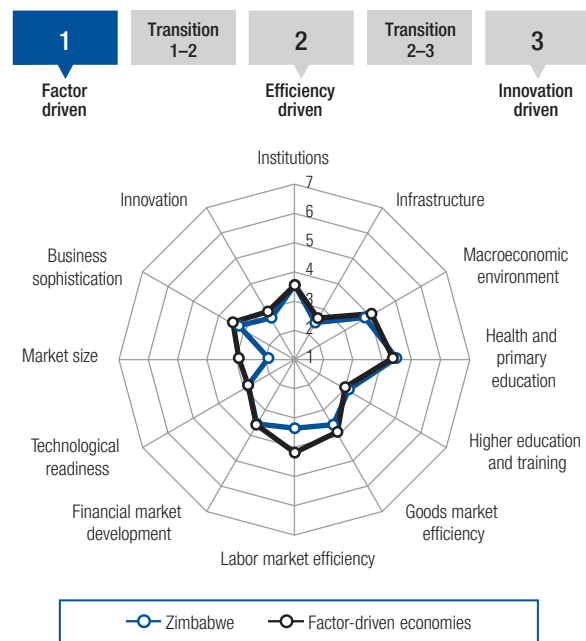 1
Transition
1–2
2
Transition
2–3
3
Factor
driven
Efficiency
driven
Innovation
driven
Institutions
Infrastructure
Macroeconomic
environment
Health and
primary
education
Higher education
and training
Goods market
efficiency
Labor market efficiency
Financial market
development
Technological
readiness
Market size
Business
sophistication
Innovation
7
6
5
4
3
2
1
Zimbabwe
Factor-driven economies